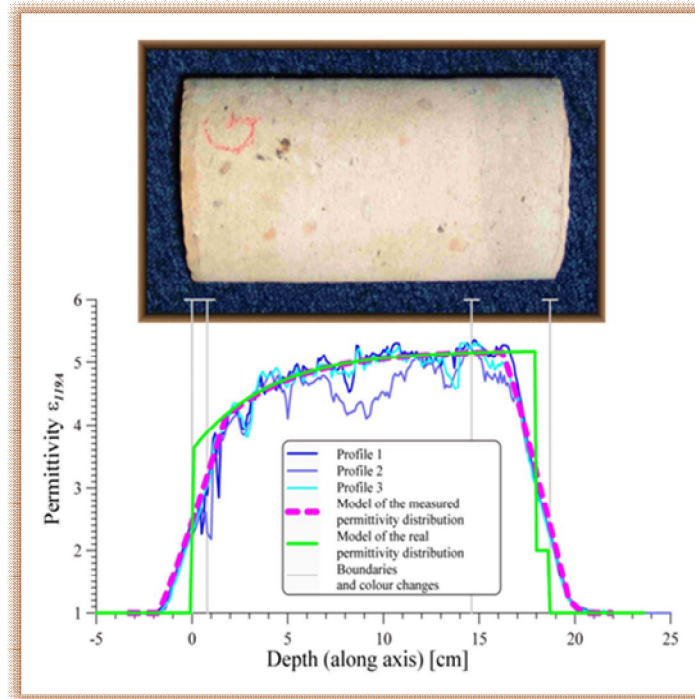 6
5
4
3
2
1
Permittivity ε119A
Profile 1
Profile 2
Profile 3
Model of the measured
permittivity distribution
Model of the real
permittivity distribution
Boundaries
and colour changes
-5 0 5 10 15 20 25
Depth (along axis) [cm]